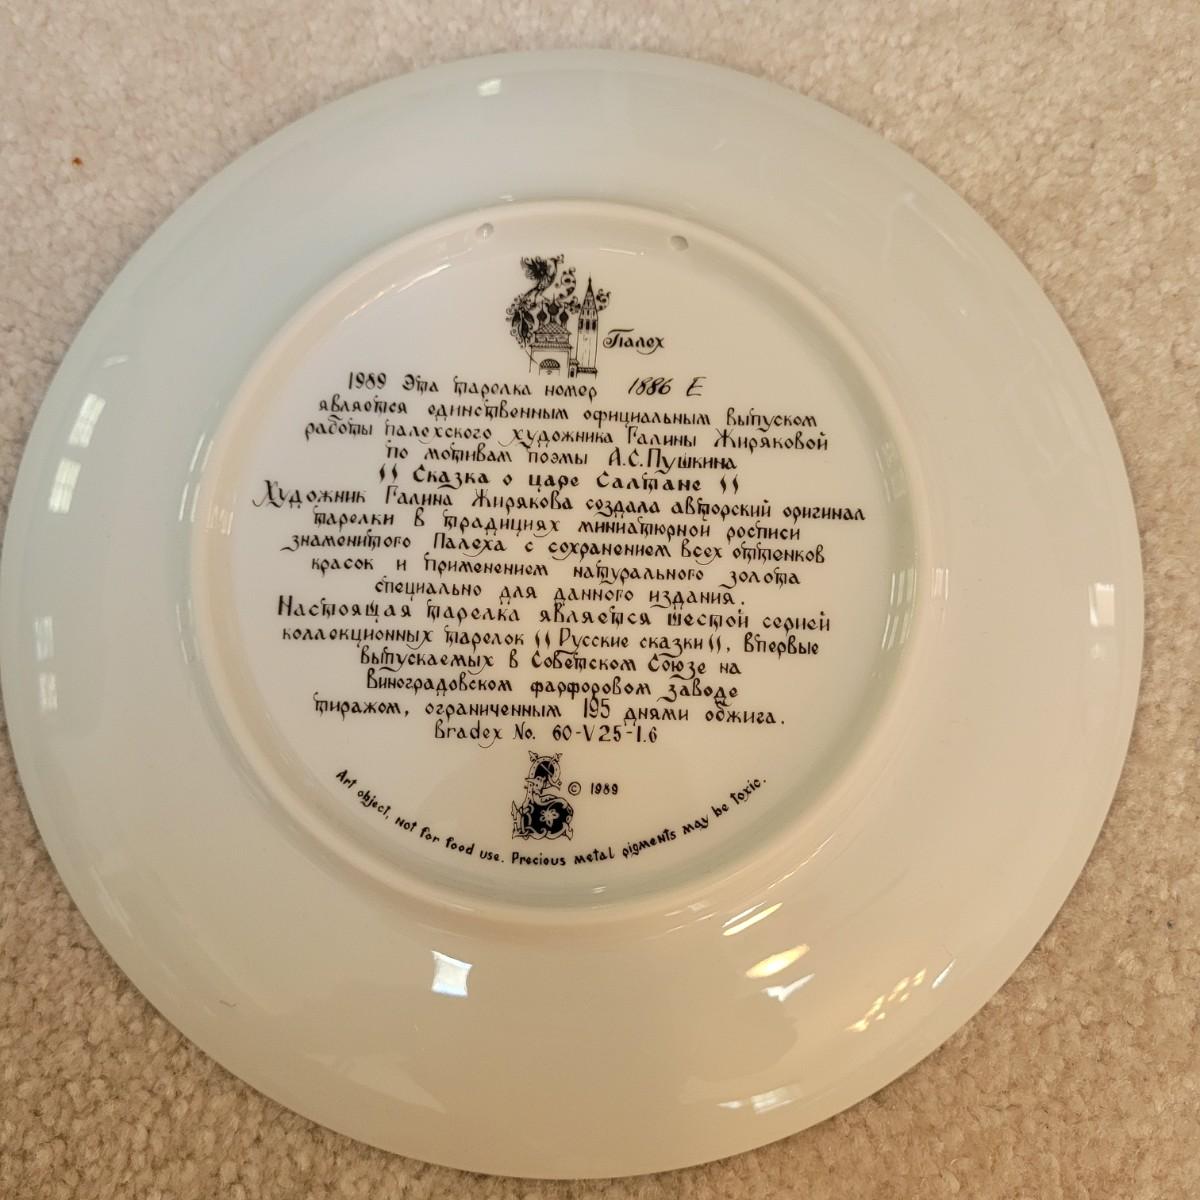 Палех
1989 Эта тарелка номер 1886 E
является единственным официальным выпуском
работы палехского художника Галины Жиряковой
по мотивам поэмы А.С.Пушкина
"Сказка о царе Салтане"
Художник Галина Жирякова создала авторский оригинал
тарелки в традициях миниатюрной росписи
знаменитого Палеха с сохранением всех оттенков
красок и применением натурального золота
специально для данного издания.
Настоящая тарелка является шестой серией
коллекционных тарелок "Русские сказки", впервые
выпускаемых в Советском Союзе на
Виноградовском фарфоровом заводе
тиражом, ограниченным 195 днями обжига.
Bradex No. 60-V25-1.6
© 1989
Art object, not for food use. Precious metal pigments may be toxic.